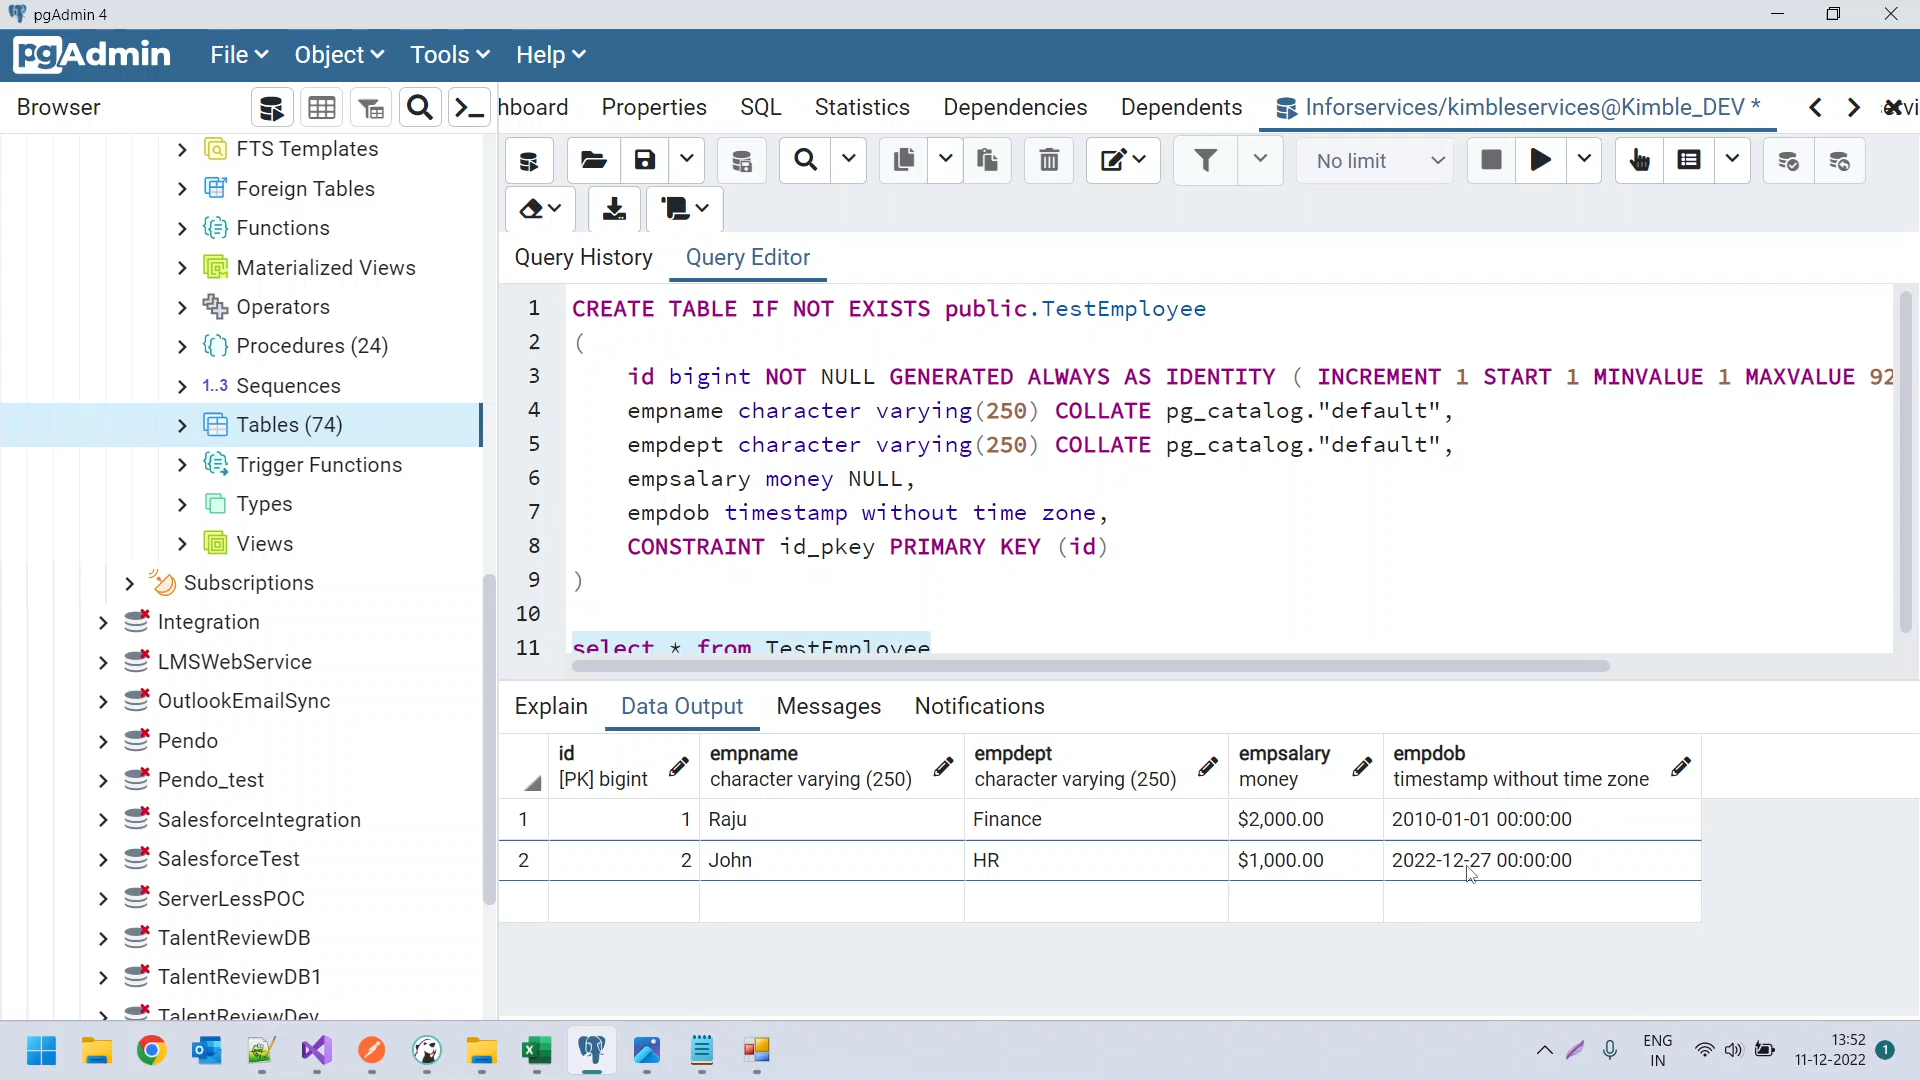 pgAdmin 4
pgAdmin File Object Tools Help
Browser
hboard Properties SQL Statistics Dependencies Dependents Inforservices/kimbleservices@Kimble_DEV *
No limit
FTS Templates
Foreign Tables
Functions
Materialized Views
Operators
Procedures (24)
1..3 Sequences
Tables (74)
Trigger Functions
Types
Views
Subscriptions
Integration
LMSWebService
OutlookEmailSync
Pendo
Pendo_test
SalesforceIntegration
SalesforceTest
ServerLessPOC
TalentReviewDB
TalentReviewDB1
TalentReviewDev
Query History Query Editor
1 CREATE TABLE IF NOT EXISTS public.TestEmployee
2 (
3 id bigint NOT NULL GENERATED ALWAYS AS IDENTITY ( INCREMENT 1 START 1 MINVALUE 1 MAXVALUE 92
4 empname character varying(250) COLLATE pg_catalog."default",
5 empdept character varying(250) COLLATE pg_catalog."default",
6 empsalary money NULL,
7 empdob timestamp without time zone,
8 CONSTRAINT id_pkey PRIMARY KEY (id)
9 )
10
11 select * from TestEmployee
Explain Data Output Messages Notifications
id empname empdept empsalary empdob
[PK] bigint character varying (250) character varying (250) money timestamp without time zone
1 1 Raju Finance $2,000.00 2010-01-01 00:00:00
2 2 John HR $1,000.00 2022-12-27 00:00:00
ENG 13:52
IN 11-12-2022 1